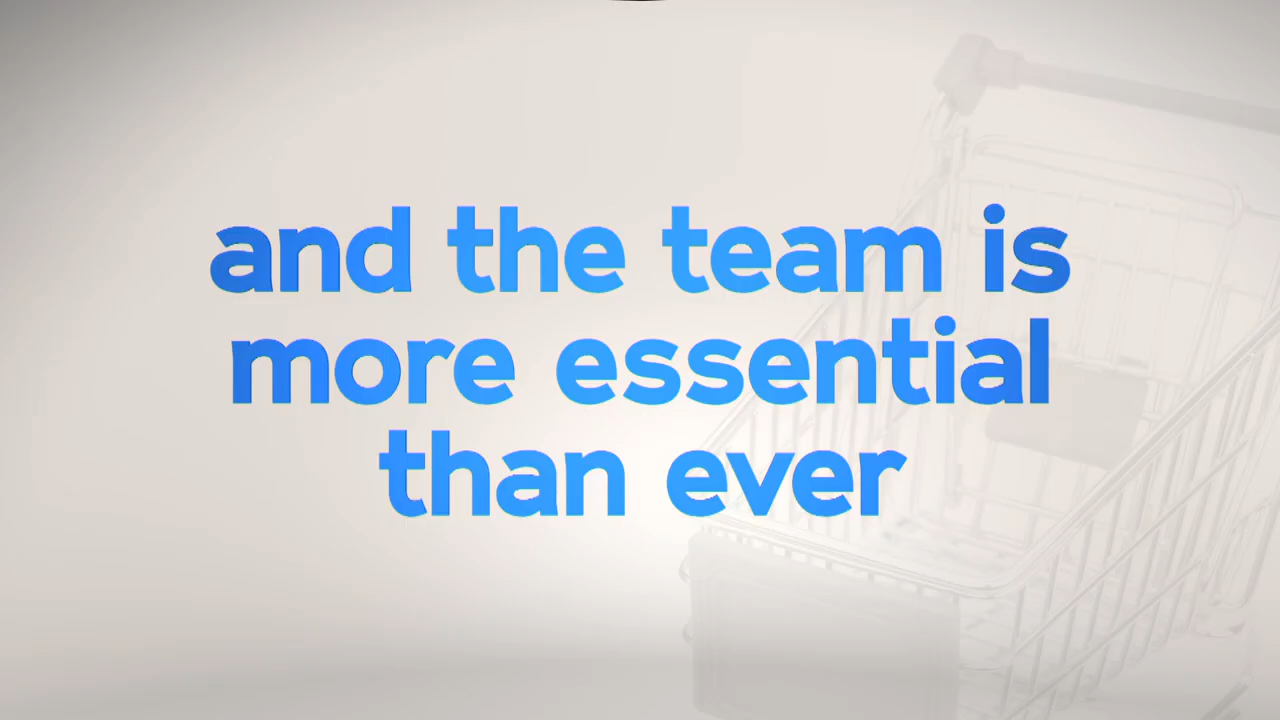 and the team is
more essential
than ever